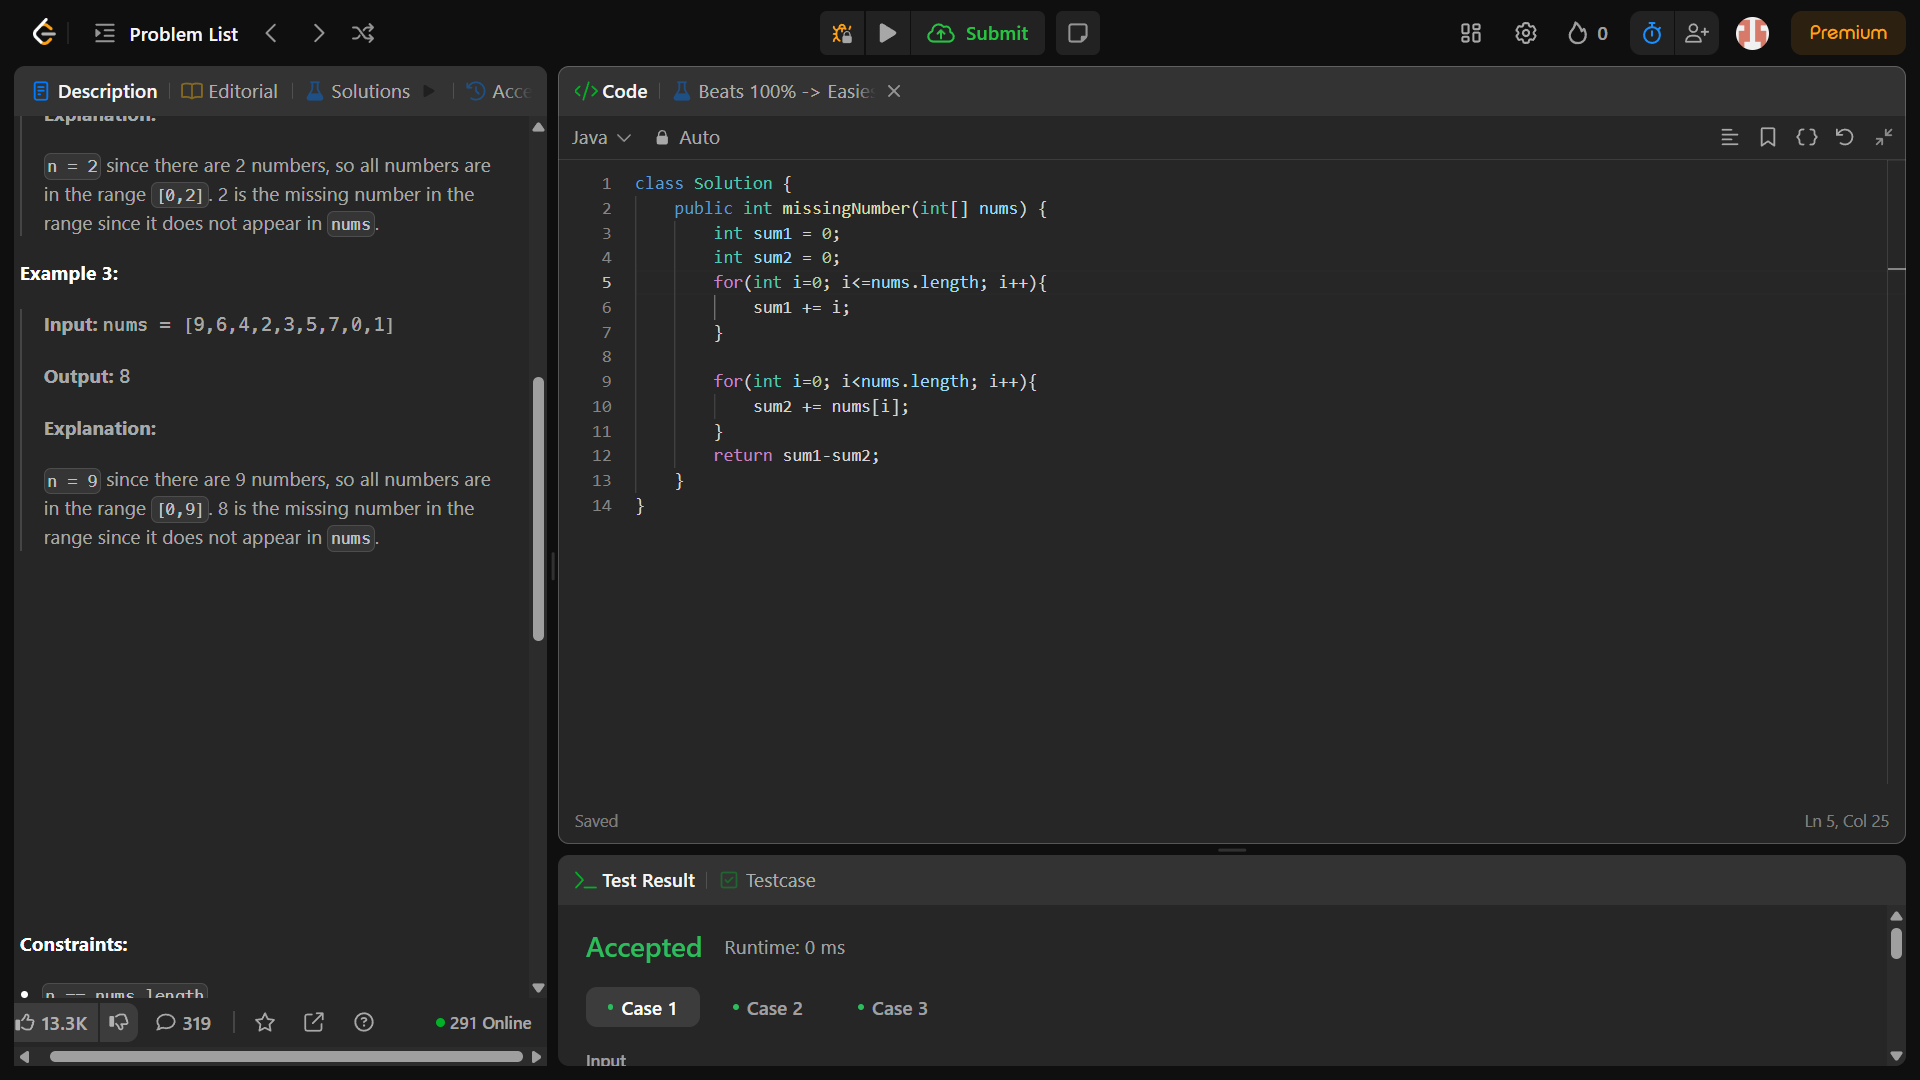 Problem List
Submit
0
Premium
Description
Editorial
Solutions
Acce
Explanation:
n = 2 since there are 2 numbers, so all numbers are
in the range [0,2]. 2 is the missing number in the
range since it does not appear in nums.
Example 3:
Input: nums = [9,6,4,2,3,5,7,0,1]
Output: 8
Explanation:
n = 9 since there are 9 numbers, so all numbers are
in the range [0,9]. 8 is the missing number in the
range since it does not appear in nums.
Constraints:
n == nums.length
13.3K
319
291 Online
</> Code
Beats 100% -> Easies
Java
Auto
1 class Solution {
2 public int missingNumber(int[] nums) {
3 int sum1 = 0;
4 int sum2 = 0;
5 for(int i=0; i<=nums.length; i++){
6 sum1 += i;
7 }
8
9 for(int i=0; i<nums.length; i++){
10 sum2 += nums[i];
11 }
12 return sum1-sum2;
13 }
14 }
Saved
Ln 5, Col 25
Test Result
Testcase
Accepted
Runtime: 0 ms
Case 1
Case 2
Case 3
Input